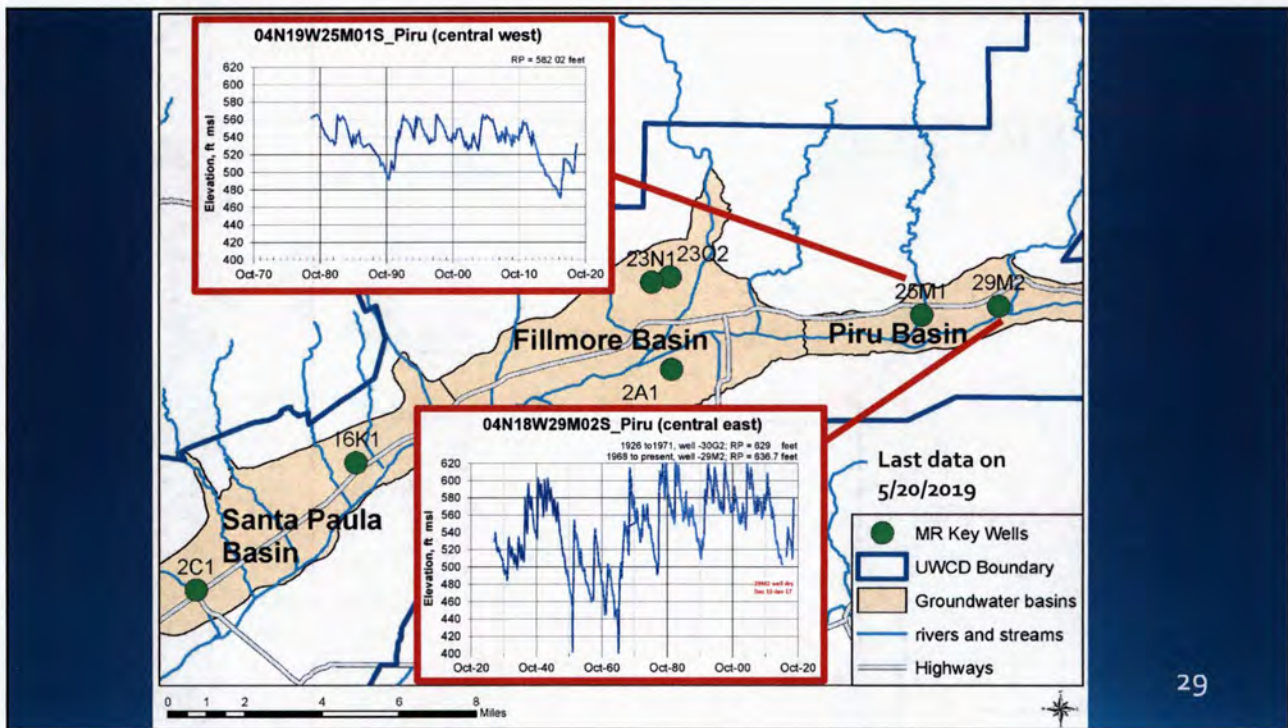 04N19W25M01S_Piru (central west)
RP = 582 02 feet
620
600
580
560
540
520
500
480
460
440
420
400
Elevation, ft msl
Oct-70 Oct-80 Oct-90 Oct-00 Oct-10 Oct-20
23N1 23Q2
25M1 29M2
Fillmore Basin
Piru Basin
2A1
16K1
Santa Paula
Basin
2C1
04N18W29M02S_Piru (central east)
1926 to1971, well -30G2; RP = 629 feet
1968 to present, well -29M2; RP = 636.7 feet
620
600
580
560
540
520
500
480
460
440
420
400
Elevation, ft msl
29M2 well dry
Oct-20 Oct-40 Oct-60 Oct-80 Oct-00 Oct-20
Last data on
5/20/2019
MR Key Wells
UWCD Boundary
Groundwater basins
rivers and streams
Highways
0 1 2 4 6 8
Miles
29